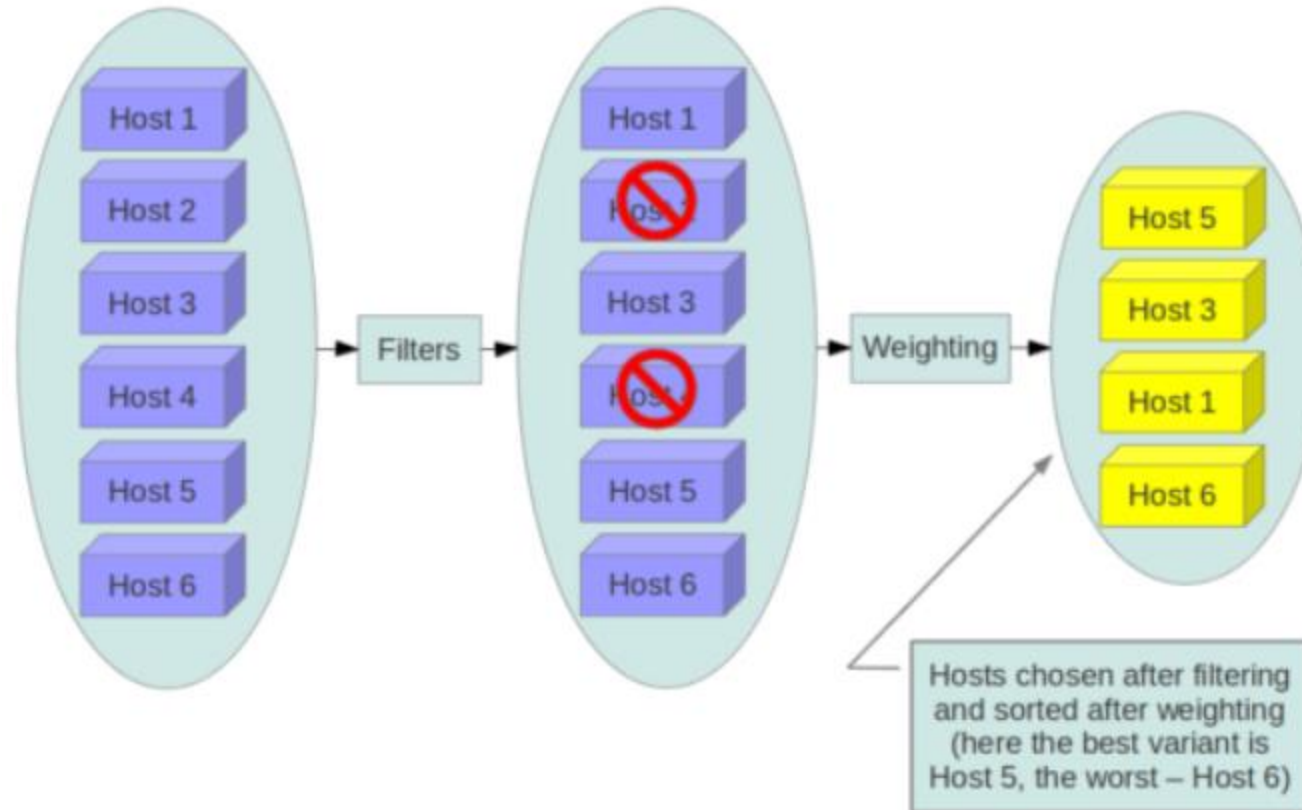 Host 1
Host 2
Host 3
Host 4
Host 5
Host 6
Filters
Host 1
Host 3
Host 5
Host 6
Weighting
Host 5
Host 3
Host 1
Host 6
Hosts chosen after filtering
and sorted after weighting
(here the best variant is
Host 5, the worst – Host 6)